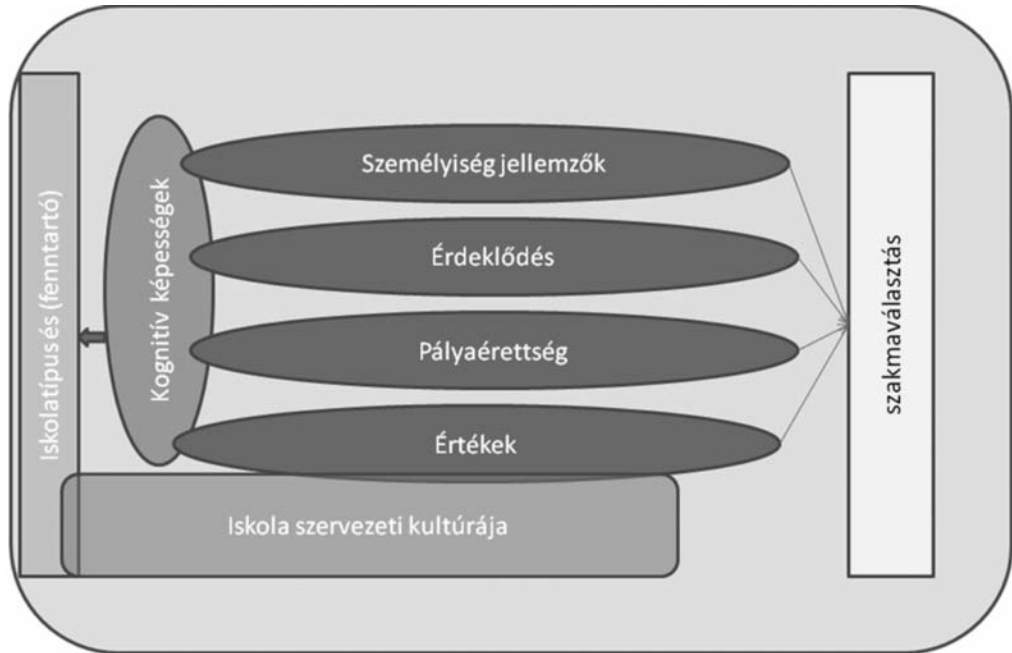 Iskolatípus és (fenntartó)
Kognitív képességek
Személyiség jellemzők
Érdeklődés
Pályaérettség
Értékek
Iskola szervezeti kultúrája
szakmaválasztás